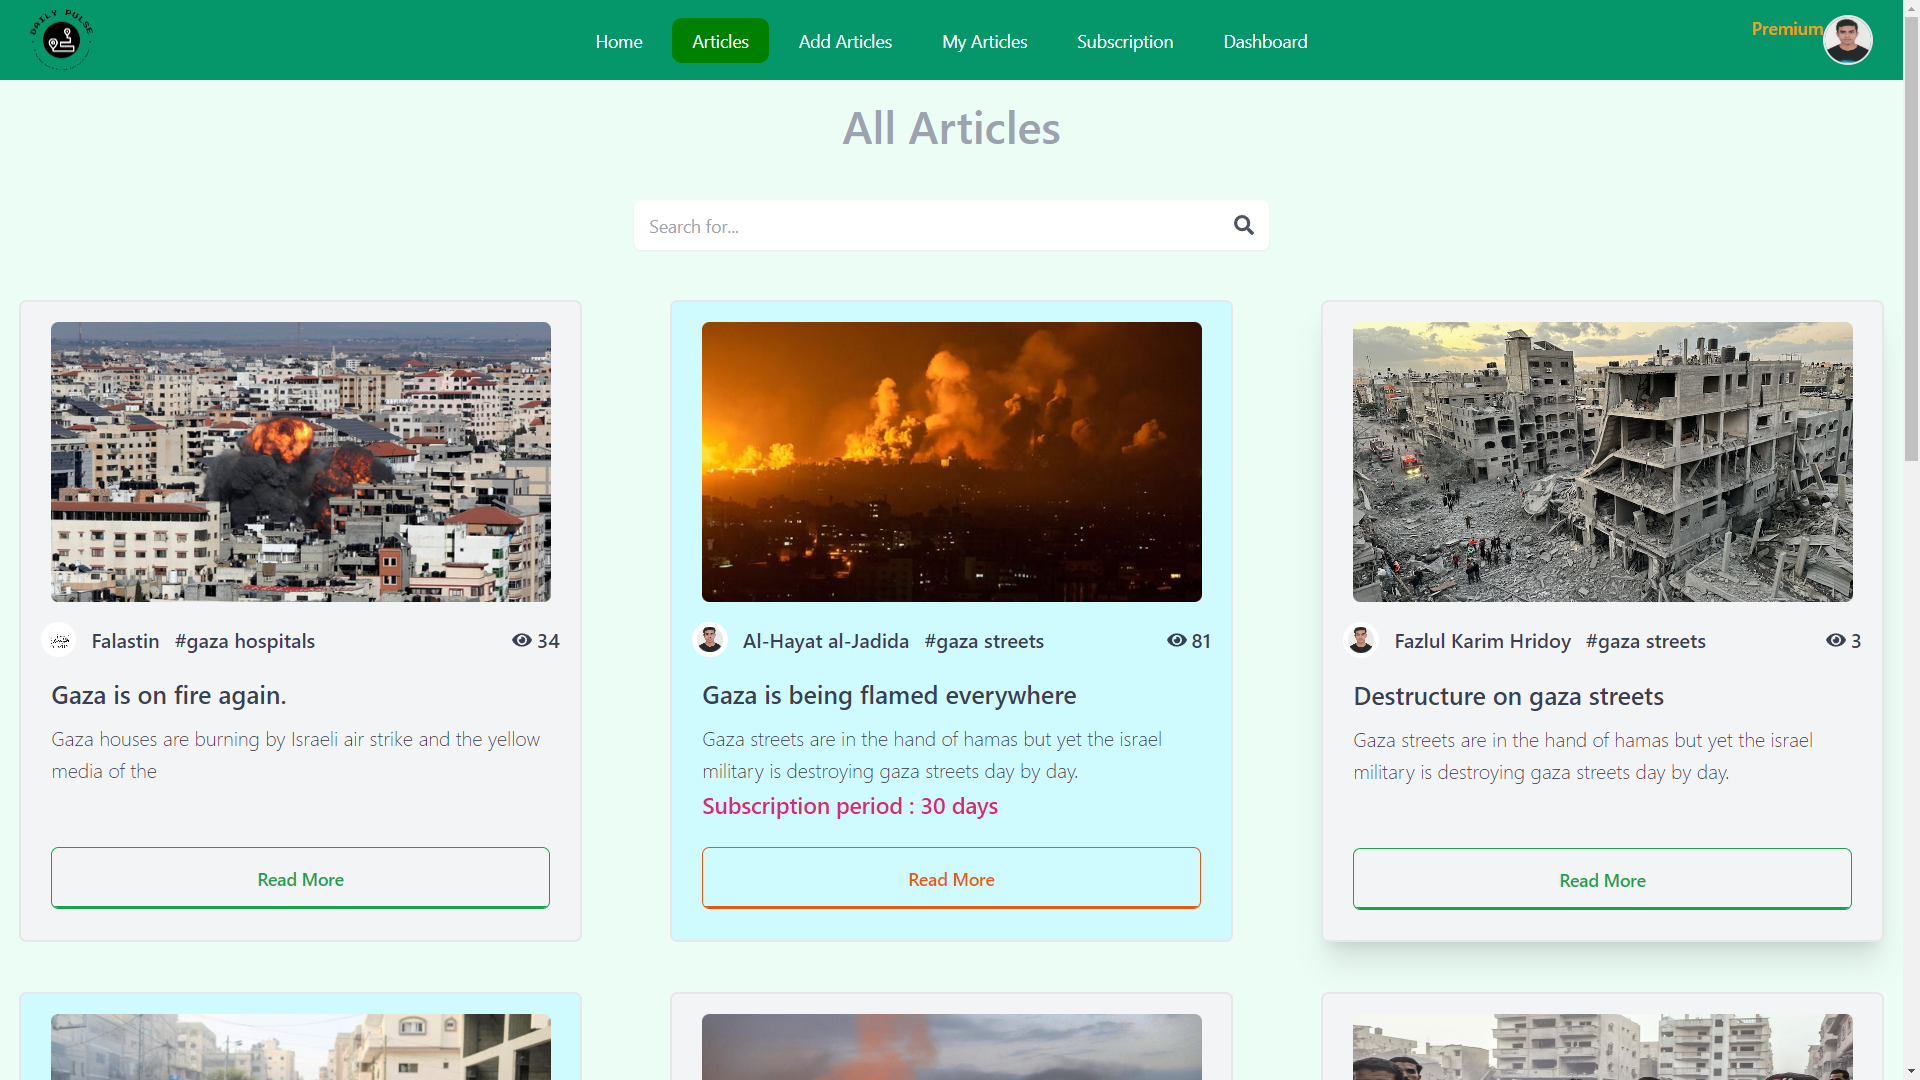 DAILY PULSE
Home
Articles
Add Articles
My Articles
Subscription
Dashboard
Premium
All Articles
Search for...
Falastin #gaza hospitals 34
Gaza is on fire again.
Gaza houses are burning by Israeli air strike and the yellow
media of the
Read More
Al-Hayat al-Jadida #gaza streets 81
Gaza is being flamed everywhere
Gaza streets are in the hand of hamas but yet the israel
military is destroying gaza streets day by day.
Subscription period : 30 days
Read More
Fazlul Karim Hridoy #gaza streets 3
Destructure on gaza streets
Gaza streets are in the hand of hamas but yet the israel
military is destroying gaza streets day by day.
Read More